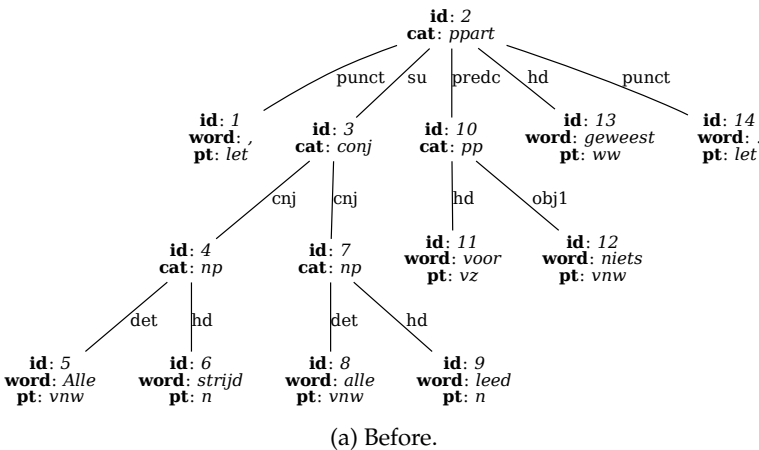 id: 2
cat: ppart
punct su predc hd punct
id: 1
word: ,
pt: let
id: 3
cat: conj
id: 10
cat: pp
id: 13
word: geweest
pt: ww
id: 14
word: .
pt: let
cnj cnj hd obj1
id: 4
cat: np
id: 7
cat: np
id: 11
word: voor
pt: vz
id: 12
word: niets
pt: vnw
det hd det hd
id: 5
word: Alle
pt: vnw
id: 6
word: strijd
pt: n
id: 8
word: alle
pt: vnw
id: 9
word: leed
pt: n
(a) Before.